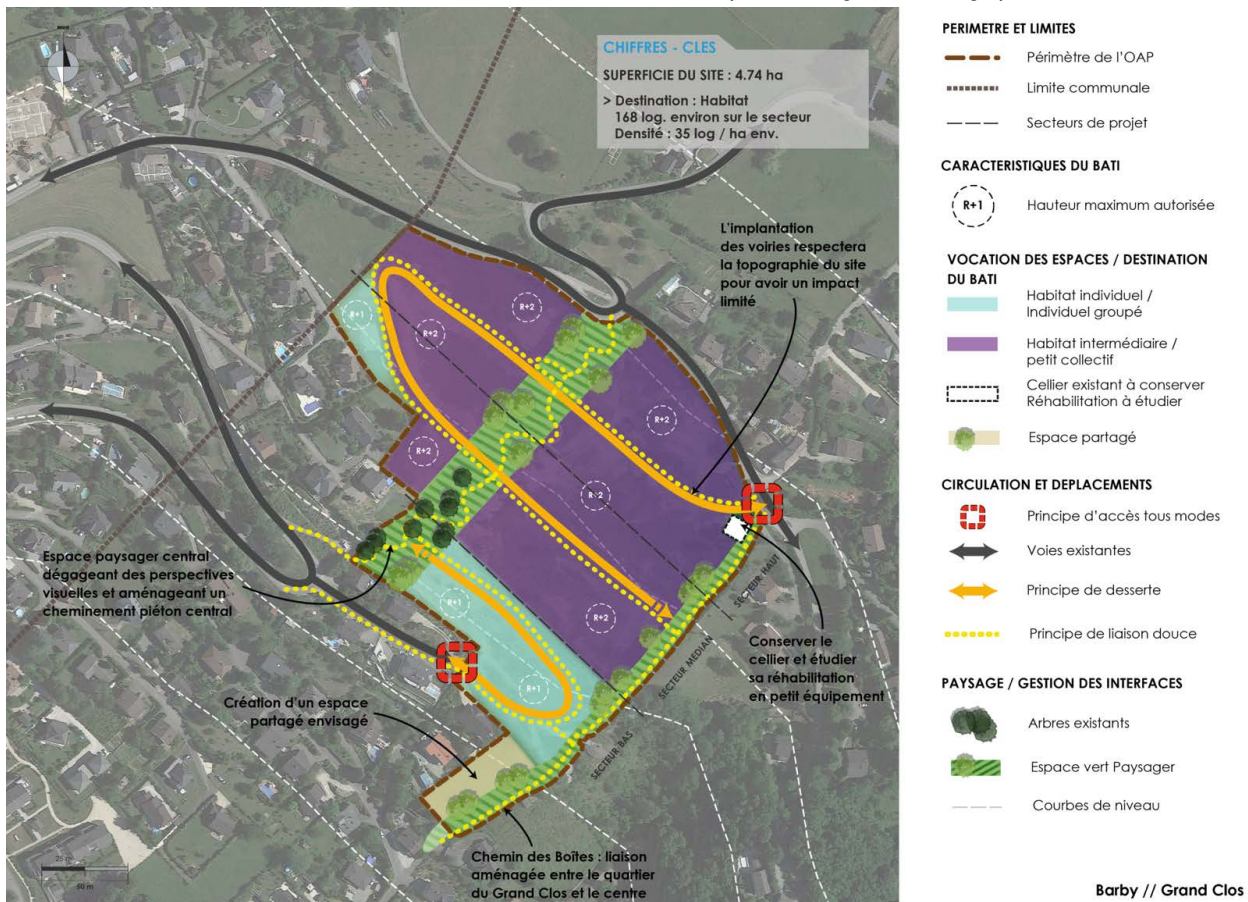 CHIFFRES - CLES
SUPERFICIE DU SITE : 4.74 ha
> Destination : Habitat
168 log. environ sur le secteur
Densité : 35 log / ha env.
L'implantation
des voiries respectera
la topographie du site
pour avoir un impact
limité
R+1
R+2
R+2
R+2
R+2
R+2
R+2
R+1
R+1
Espace paysager central
dégageant des perspectives
visuelles et aménageant un
cheminement piéton central
SECTEUR HAUT
SECTEUR MEDIAN
SECTEUR BAS
Conserver le
cellier et étudier
sa réhabilitation
en petit équipement
Création d'un espace
partagé envisagé
Chemin des Boîtes : liaison
aménagée entre le quartier
du Grand Clos et le centre
25 m
50 m
PERIMETRE ET LIMITES
Périmètre de l'OAP
Limite communale
Secteurs de projet
CARACTERISTIQUES DU BATI
R+1
Hauteur maximum autorisée
VOCATION DES ESPACES / DESTINATION
DU BATI
Habitat individuel /
Individuel groupé
Habitat intermédiaire /
petit collectif
Cellier existant à conserver
Réhabilitation à étudier
Espace partagé
CIRCULATION ET DEPLACEMENTS
Principe d'accès tous modes
Voies existantes
Principe de desserte
Principe de liaison douce
PAYSAGE / GESTION DES INTERFACES
Arbres existants
Espace vert Paysager
Courbes de niveau
Barby // Grand Clos